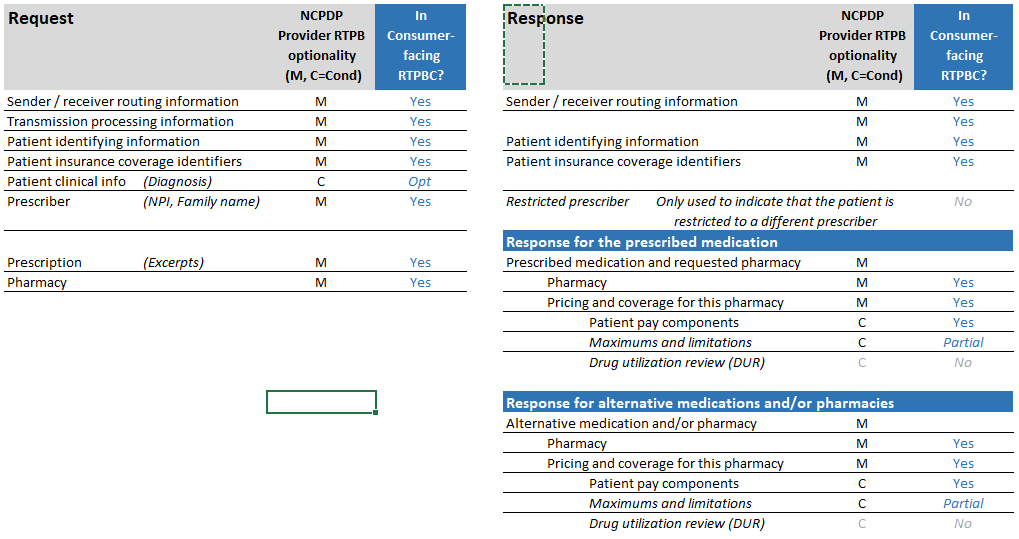 Request NCPDP Provider RTPB optionality (M, C=Cond) In Consumer-facing RTPBC?
Sender / receiver routing information M Yes
Transmission processing information M Yes
Patient identifying information M Yes
Patient insurance coverage identifiers M Yes
Patient clinical info (Diagnosis) C Opt
Prescriber (NPI, Family name) M Yes
Prescription (Excerpts) M Yes
Pharmacy M Yes
Response NCPDP Provider RTPB optionality (M, C=Cond) In Consumer-facing RTPBC?
Sender / receiver routing information M Yes
M Yes
Patient identifying information M Yes
Patient insurance coverage identifiers M Yes
Restricted prescriber Only used to indicate that the patient is No
restricted to a different prescriber
Response for the prescribed medication
Prescribed medication and requested pharmacy M
Pharmacy M Yes
Pricing and coverage for this pharmacy M Yes
Patient pay components C Yes
Maximums and limitations C Partial
Drug utilization review (DUR) C No
Response for alternative medications and/or pharmacies
Alternative medication and/or pharmacy M
Pharmacy M Yes
Pricing and coverage for this pharmacy M Yes
Patient pay components C Yes
Maximums and limitations C Partial
Drug utilization review (DUR) C No